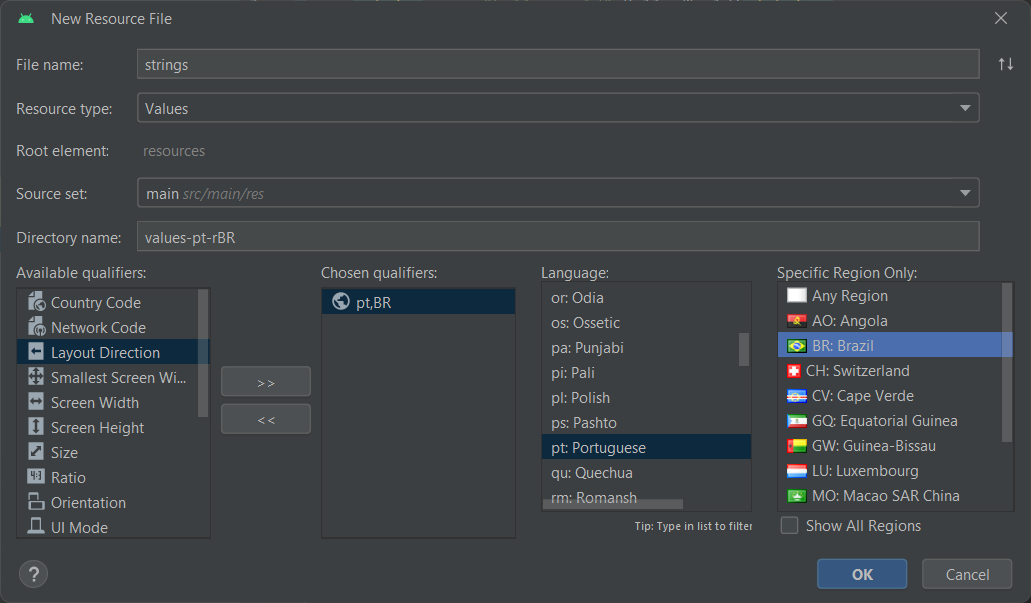 New Resource File
File name: strings
Resource type: Values
Root element: resources
Source set: main src/main/res
Directory name: values-pt-rBR
Available qualifiers:
Country Code
Network Code
Layout Direction
Smallest Screen Wi...
Screen Width
Screen Height
Size
Ratio
Orientation
UI Mode
>>
<<
Chosen qualifiers:
pt,BR
Language:
or: Odia
os: Ossetic
pa: Punjabi
pi: Pali
pl: Polish
ps: Pashto
pt: Portuguese
qu: Quechua
rm: Romansh
Tip: Type in list to filter
Specific Region Only:
Any Region
AO: Angola
BR: Brazil
CH: Switzerland
CV: Cape Verde
GQ: Equatorial Guinea
GW: Guinea-Bissau
LU: Luxembourg
MO: Macao SAR China
Show All Regions
?
OK
Cancel